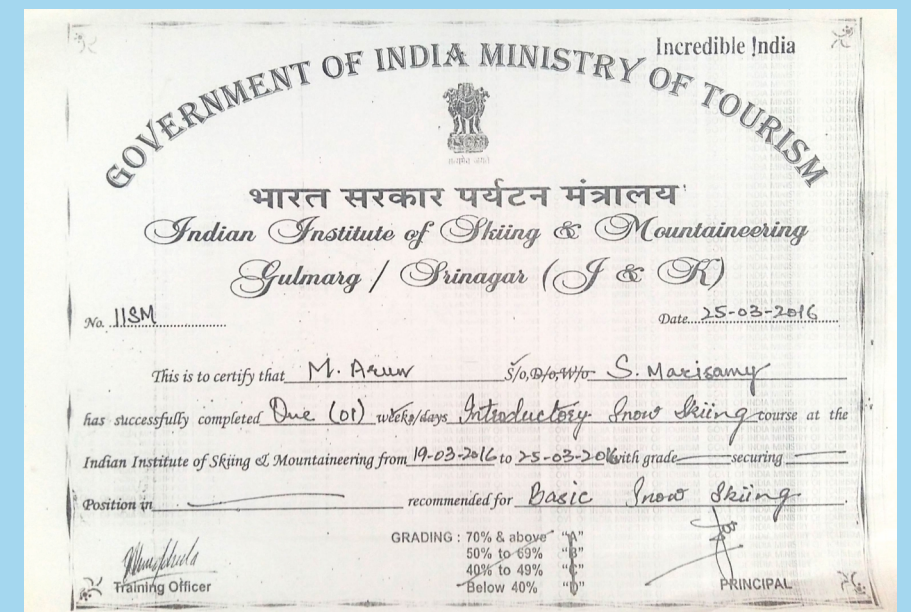 Incredible !ndia
GOVERNMENT OF INDIA MINISTRY OF TOURISM
सत्यमेव जयते
भारत सरकार पर्यटन मंत्रालय
Indian Institute of Skiing & Mountaineering
Gulmarg / Srinagar (J & K)
No. IISM
Date 25-03-2016
This is to certify that M. Arun S/o, D/o, W/o S. Marisamy
has successfully completed One (01) weeks/days Introductory Snow Skiing course at the
Indian Institute of Skiing & Mountaineering from 19-03-2016 to 25-03-2016 with grade securing
Position in recommended for Basic Snow Skiing
GRADING : 70% & above "A"
50% to 69% "B"
40% to 49% "C"
Below 40% "D"
Training Officer
PRINCIPAL